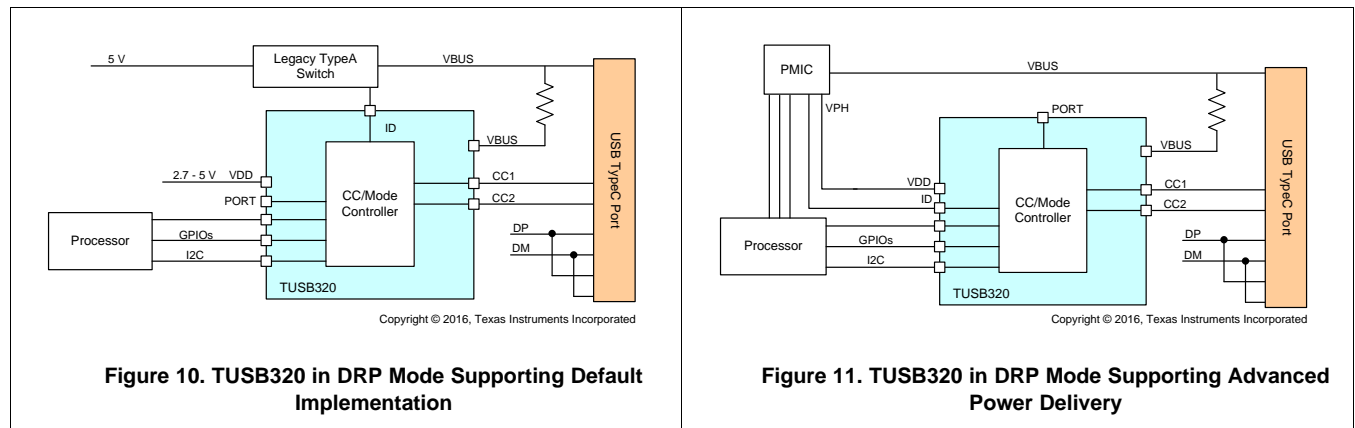 5 V
Legacy TypeA
Switch
VBUS
ID
VBUS
2.7 - 5 V VDD
PORT
CC/Mode
Controller
CC1
CC2
USB TypeC Port
Processor
GPIOs
I2C
DP
DM
TUSB320
Copyright © 2016, Texas Instruments Incorporated
Figure 10. TUSB320 in DRP Mode Supporting Default
Implementation
PMIC
VBUS
VPH
PORT
VBUS
VDD
ID
CC/Mode
Controller
CC1
CC2
USB TypeC Port
Processor
GPIOs
I2C
DP
DM
TUSB320
Copyright © 2016, Texas Instruments Incorporated
Figure 11. TUSB320 in DRP Mode Supporting Advanced
Power Delivery